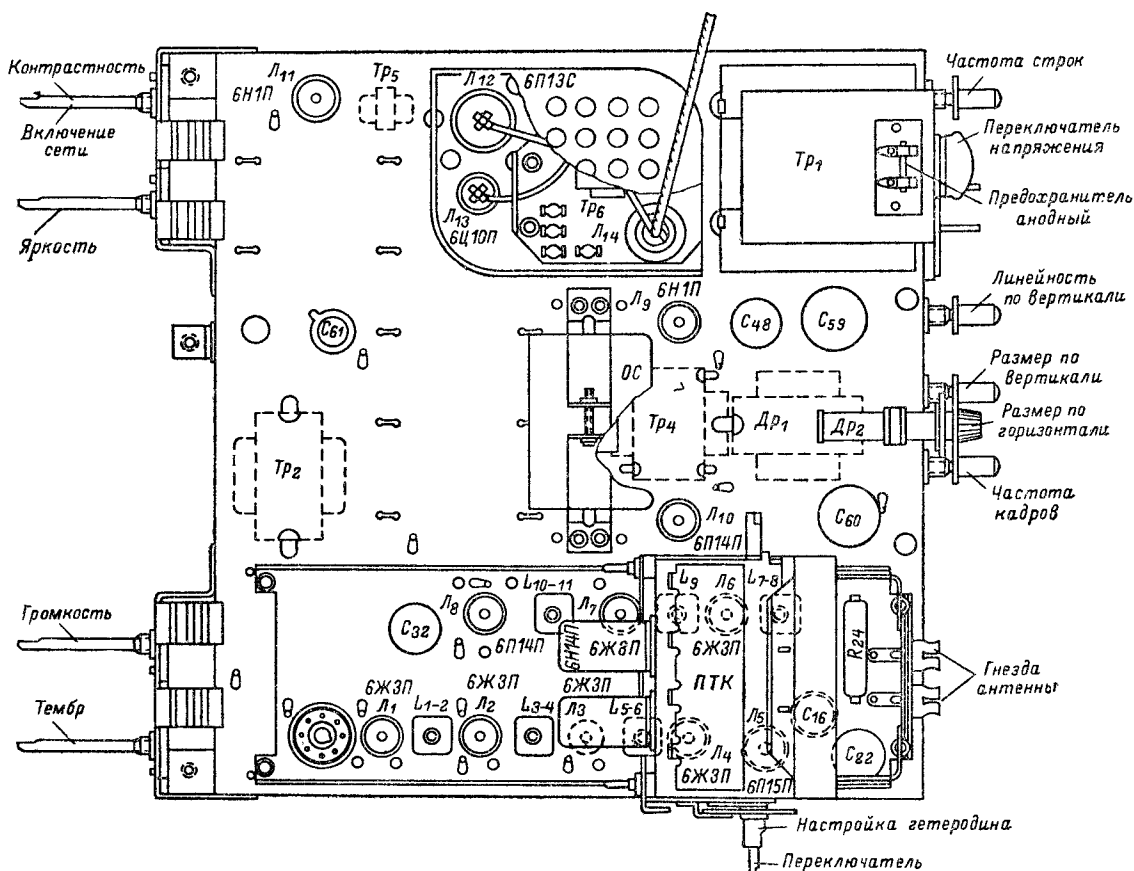 Контрастность
Включение
сети
Яркость
Л11
6Н1П
Тр5
Л12
6П13С
Л13
6Ц10П
Тр6
Л14
Тр1
Частота строк
Переключатель
напряжения
Предохранитель
анодный
Линейность
по вертикали
Размер по
вертикали
Размер по
горизонтали
Частота
кадров
С61
Л9
6Н1П
С48
С59
ОС
Тр4
Др1
Др2
Тр2
Л10
6П14П
С60
Громкость
Тембр
С32
Л8
6П14П
L10-11
Л7
6Н14П
6Ж8П
L9
Л6
L7-8
6Ж3П
ПТК
R24
Гнезда
антенны
6Ж3П
Л1
L1-2
6Ж3П
Л2
L3-4
6Ж3П
Л3
L5-6
Л4
6Ж3П
Л5
6П15П
С16
С22
Настройка гетеродина
Переключатель